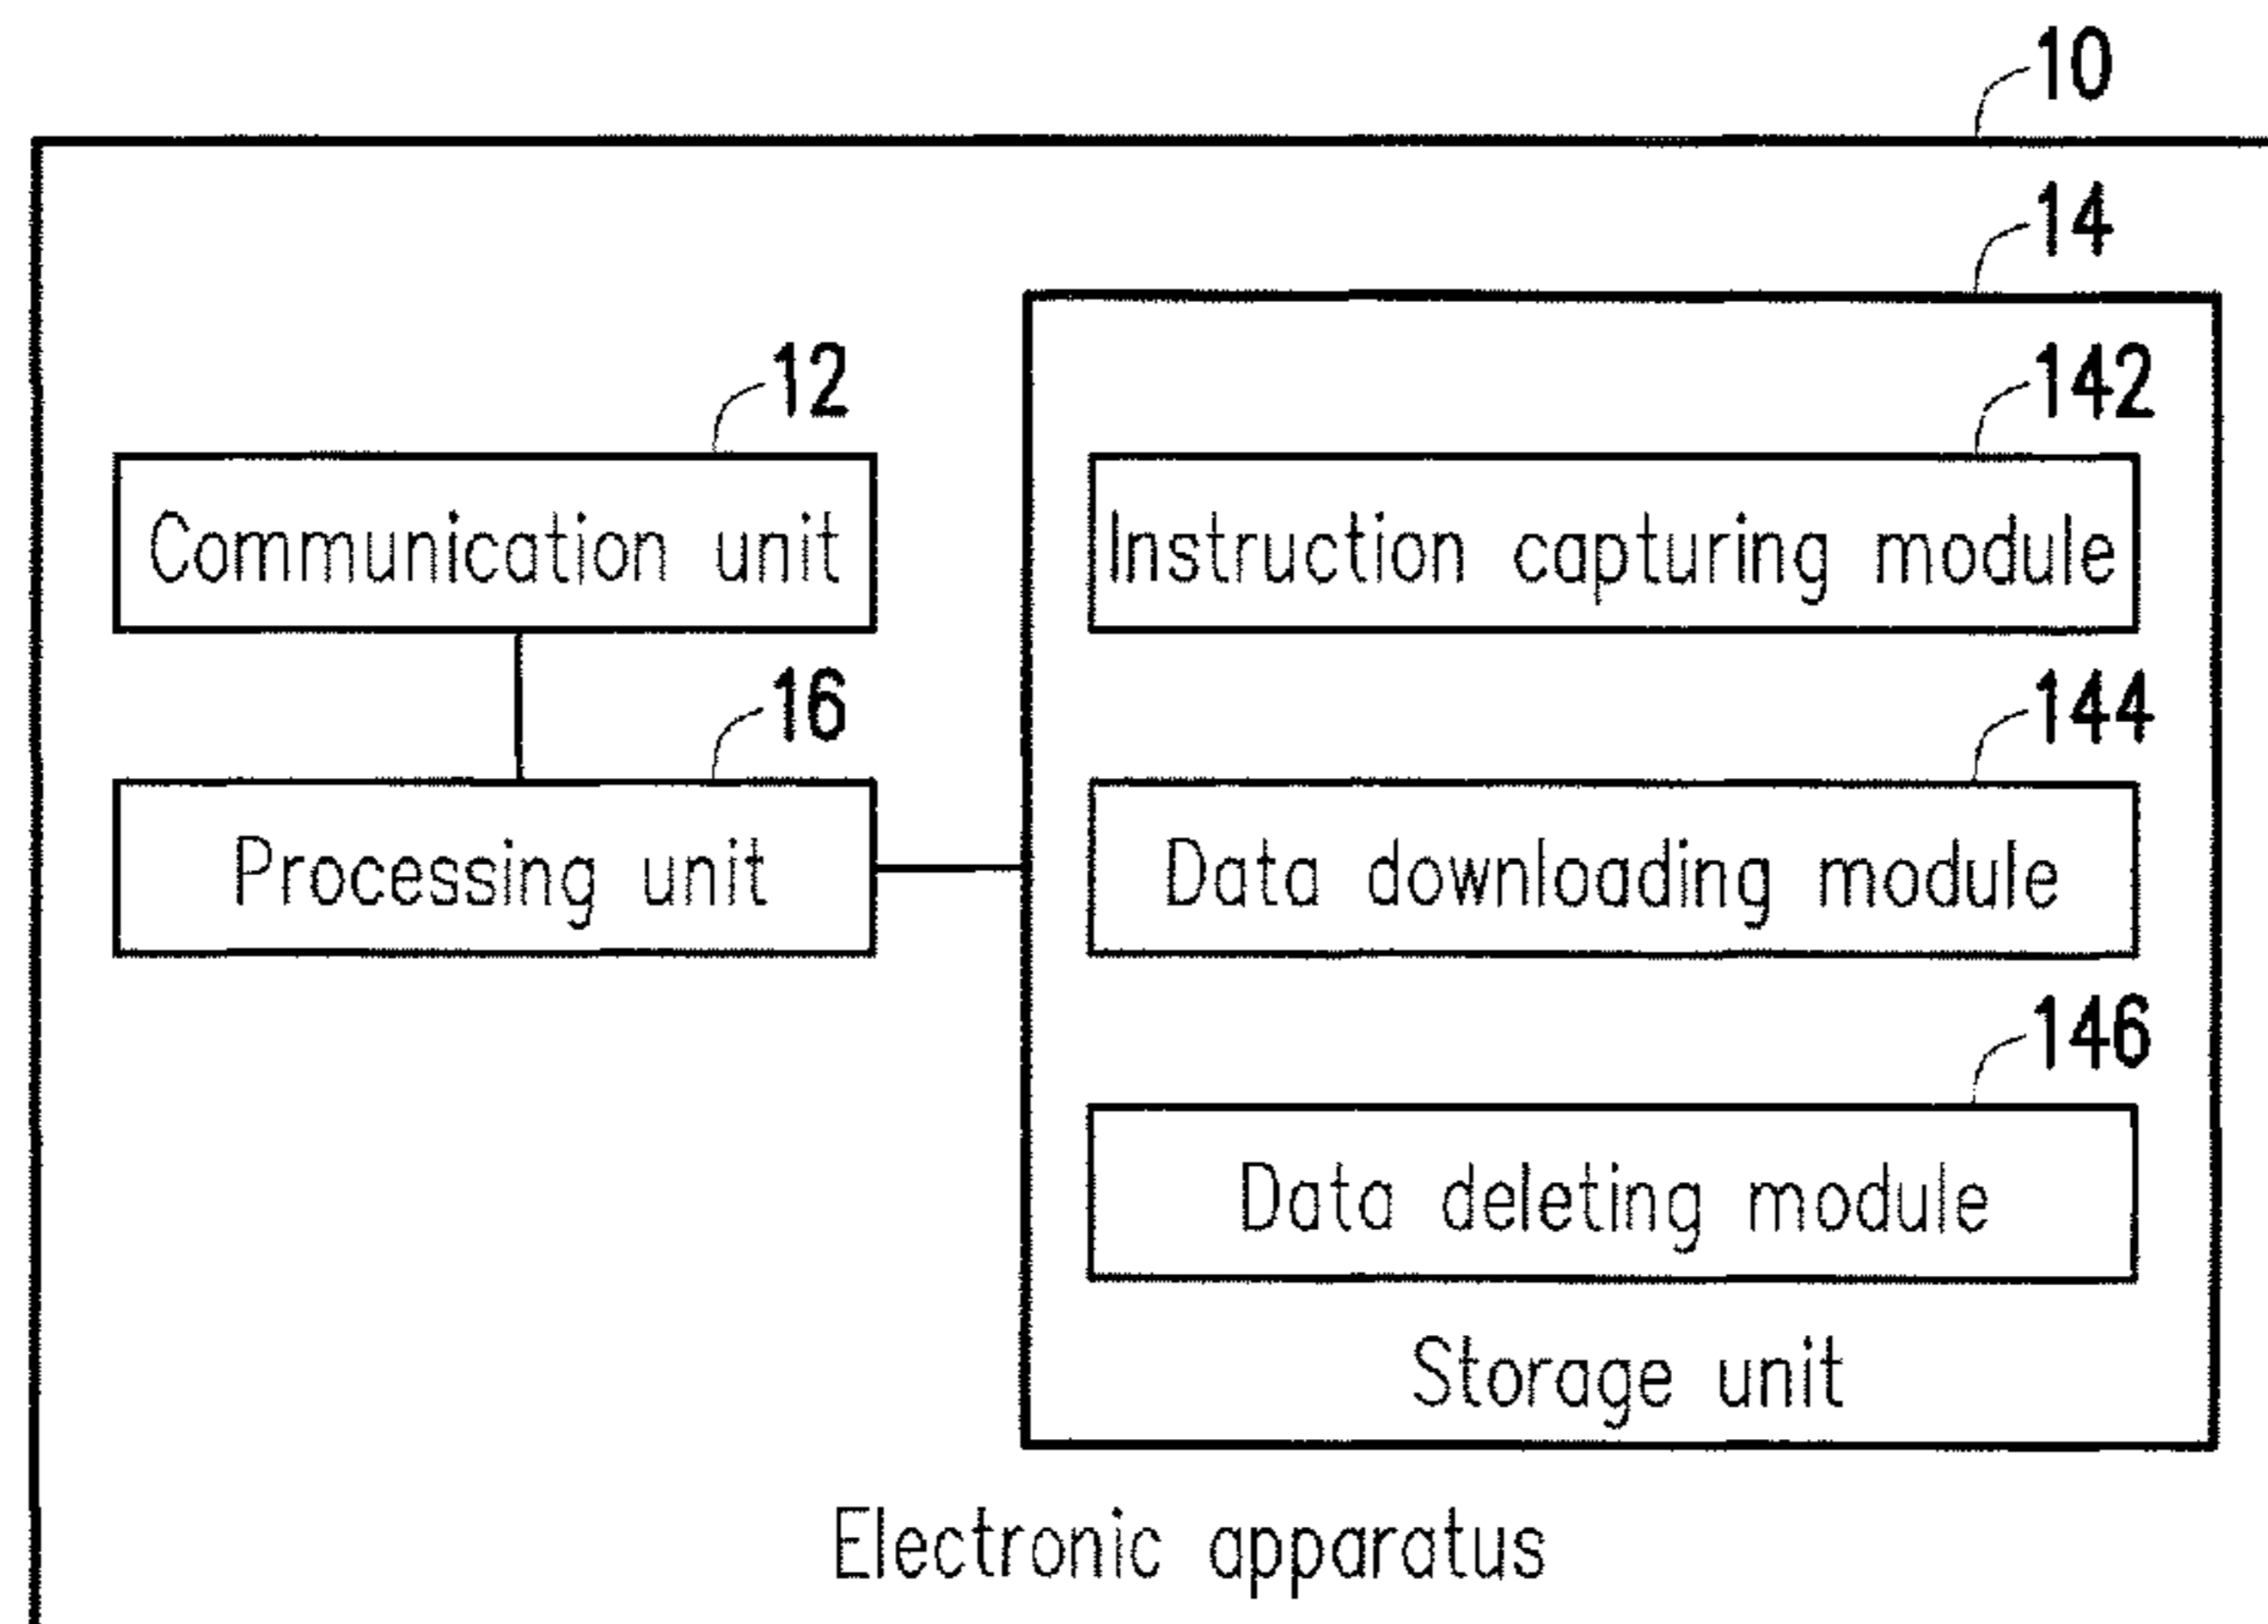 10
14
12
142
Communication unit
Instruction capturing module
16
144
Processing unit
Data downloading module
146
Data deleting module
Storage unit
Electronic apparatus